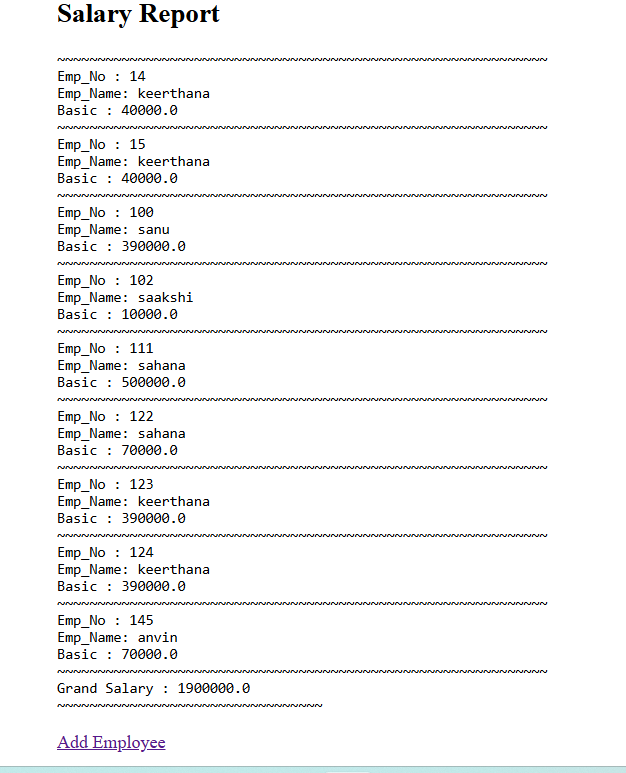 Salary Report
~~~~~~~~~~~~~~~~~~~~~~~~~~~~~~~~~~~~~~~~~~~~~~~~~~~~~~~~~~~~~
Emp_No : 14
Emp_Name: keerthana
Basic : 40000.0
~~~~~~~~~~~~~~~~~~~~~~~~~~~~~~~~~~~~~~~~~~~~~~~~~~~~~~~~~~~~~
Emp_No : 15
Emp_Name: keerthana
Basic : 40000.0
~~~~~~~~~~~~~~~~~~~~~~~~~~~~~~~~~~~~~~~~~~~~~~~~~~~~~~~~~~~~~
Emp_No : 100
Emp_Name: sanu
Basic : 390000.0
~~~~~~~~~~~~~~~~~~~~~~~~~~~~~~~~~~~~~~~~~~~~~~~~~~~~~~~~~~~~~
Emp_No : 102
Emp_Name: saakshi
Basic : 10000.0
~~~~~~~~~~~~~~~~~~~~~~~~~~~~~~~~~~~~~~~~~~~~~~~~~~~~~~~~~~~~~
Emp_No : 111
Emp_Name: sahana
Basic : 500000.0
~~~~~~~~~~~~~~~~~~~~~~~~~~~~~~~~~~~~~~~~~~~~~~~~~~~~~~~~~~~~~
Emp_No : 122
Emp_Name: sahana
Basic : 70000.0
~~~~~~~~~~~~~~~~~~~~~~~~~~~~~~~~~~~~~~~~~~~~~~~~~~~~~~~~~~~~~
Emp_No : 123
Emp_Name: keerthana
Basic : 390000.0
~~~~~~~~~~~~~~~~~~~~~~~~~~~~~~~~~~~~~~~~~~~~~~~~~~~~~~~~~~~~~
Emp_No : 124
Emp_Name: keerthana
Basic : 390000.0
~~~~~~~~~~~~~~~~~~~~~~~~~~~~~~~~~~~~~~~~~~~~~~~~~~~~~~~~~~~~~
Emp_No : 145
Emp_Name: anvin
Basic : 70000.0
~~~~~~~~~~~~~~~~~~~~~~~~~~~~~~~~~~~~~~~~~~~~~~~~~~~~~~~~~~~~~
Grand Salary : 1900000.0
~~~~~~~~~~~~~~~~~~~~~~~~~~~~~~~~~
Add Employee